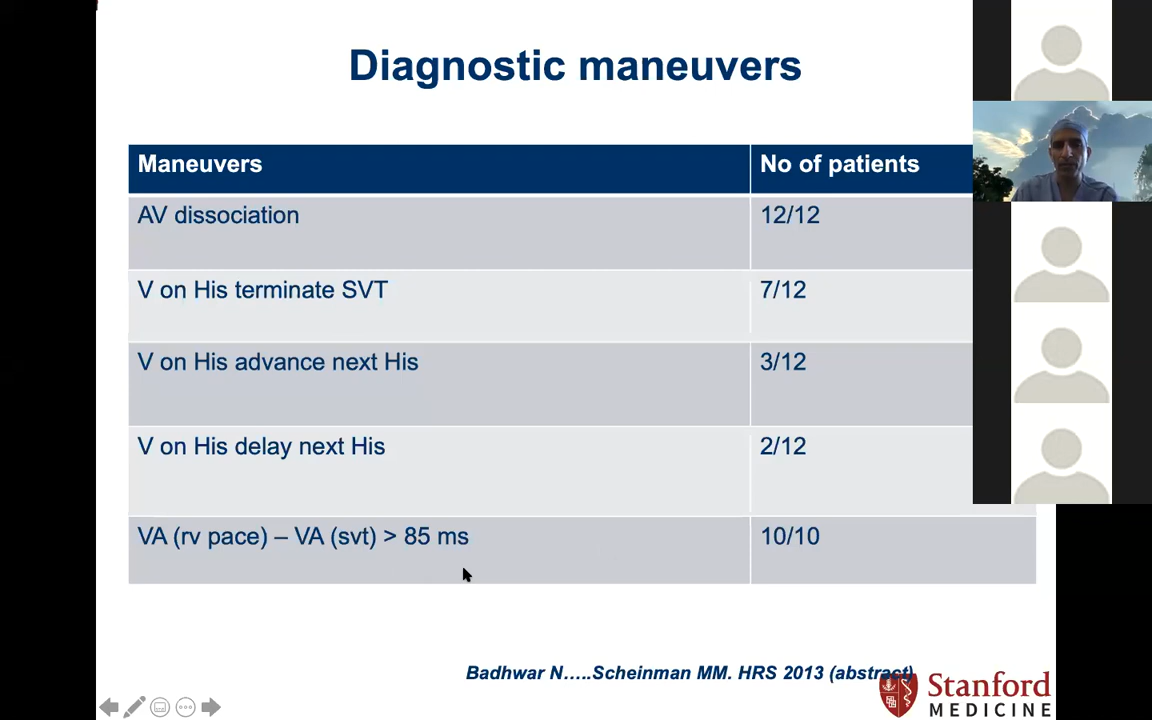 Diagnostic maneuvers
Maneuvers No of patients
AV dissociation 12/12
V on His terminate SVT 7/12
V on His advance next His 3/12
V on His delay next His 2/12
VA (rv pace) – VA (svt) > 85 ms 10/10
Badhwar N…..Scheinman MM. HRS 2013 (abstract)
Stanford
MEDICINE